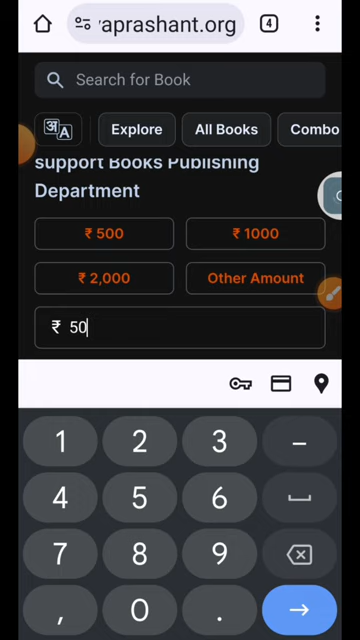 aprashant.org
4
Search for Book
अ A
Explore
All Books
Combo
support Books Publishing
Department
₹ 500
₹ 1000
₹ 2,000
Other Amount
₹ 50
1 2 3 –
4 5 6
7 8 9
, 0 .